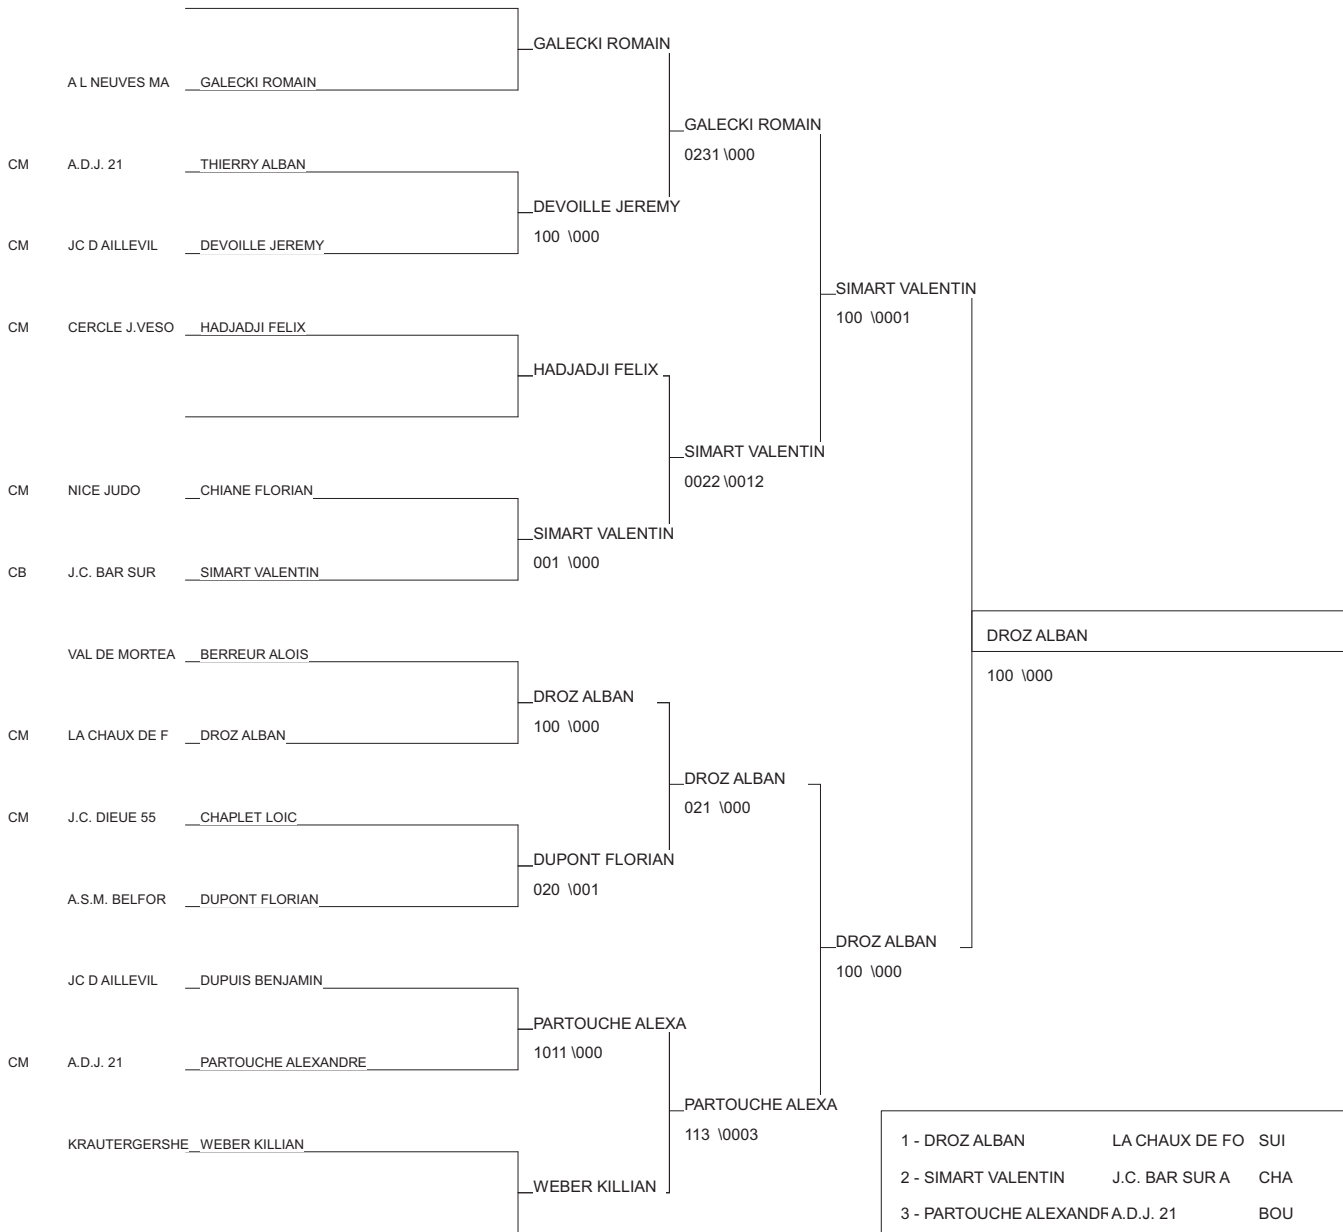 GALECKI ROMAIN
A L NEUVES MA GALECKI ROMAIN
GALECKI ROMAIN
0231 \000
CM A.D.J. 21 THIERRY ALBAN
DEVOILLE JEREMY
100 \000
CM JC D AILLEVIL DEVOILLE JEREMY
SIMART VALENTIN
100 \0001
CM CERCLE J.VESO HADJADJI FELIX
HADJADJI FELIX
SIMART VALENTIN
0022 \0012
CM NICE JUDO CHIANE FLORIAN
SIMART VALENTIN
001 \000
CB J.C. BAR SUR SIMART VALENTIN
DROZ ALBAN
100 \000
VAL DE MORTEA BERREUR ALOIS
DROZ ALBAN
100 \000
CM LA CHAUX DE F DROZ ALBAN
DROZ ALBAN
021 \000
CM J.C. DIEUE 55 CHAPLET LOIC
DUPONT FLORIAN
020 \001
A.S.M. BELFOR DUPONT FLORIAN
DROZ ALBAN
100 \000
JC D AILLEVIL DUPUIS BENJAMIN
PARTOUCHE ALEXA
1011 \000
CM A.D.J. 21 PARTOUCHE ALEXANDRE
PARTOUCHE ALEXA
113 \0003
KRAUTERGERSHE WEBER KILLIAN
WEBER KILLIAN
1 - DROZ ALBAN LA CHAUX DE FO SUI
2 - SIMART VALENTIN J.C. BAR SUR A CHA
3 - PARTOUCHE ALEXANDR A.D.J. 21 BOU